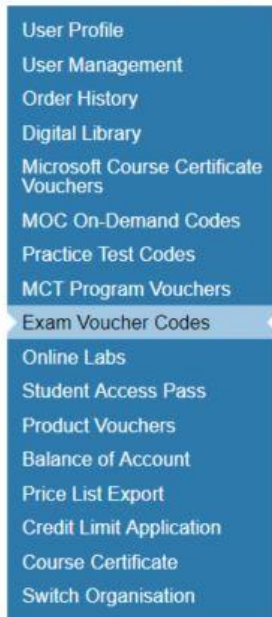 User Profile
User Management
Order History
Digital Library
Microsoft Course Certificate
Vouchers
MOC On-Demand Codes
Practice Test Codes
MCT Program Vouchers
Exam Voucher Codes
Online Labs
Student Access Pass
Product Vouchers
Balance of Account
Price List Export
Credit Limit Application
Course Certificate
Switch Organisation